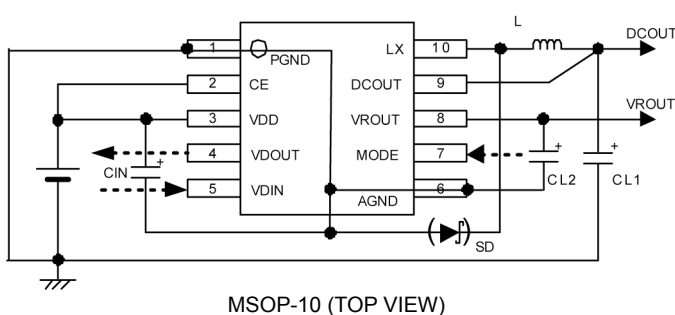 L
DCOUT
1 PGND LX 10
2 CE DCOUT 9
VROUT
3 VDD VROUT 8
4 VDOUT MODE 7
CIN + + +
5 VDIN AGND 6
CL2 CL1
SD
MSOP-10 (TOP VIEW)